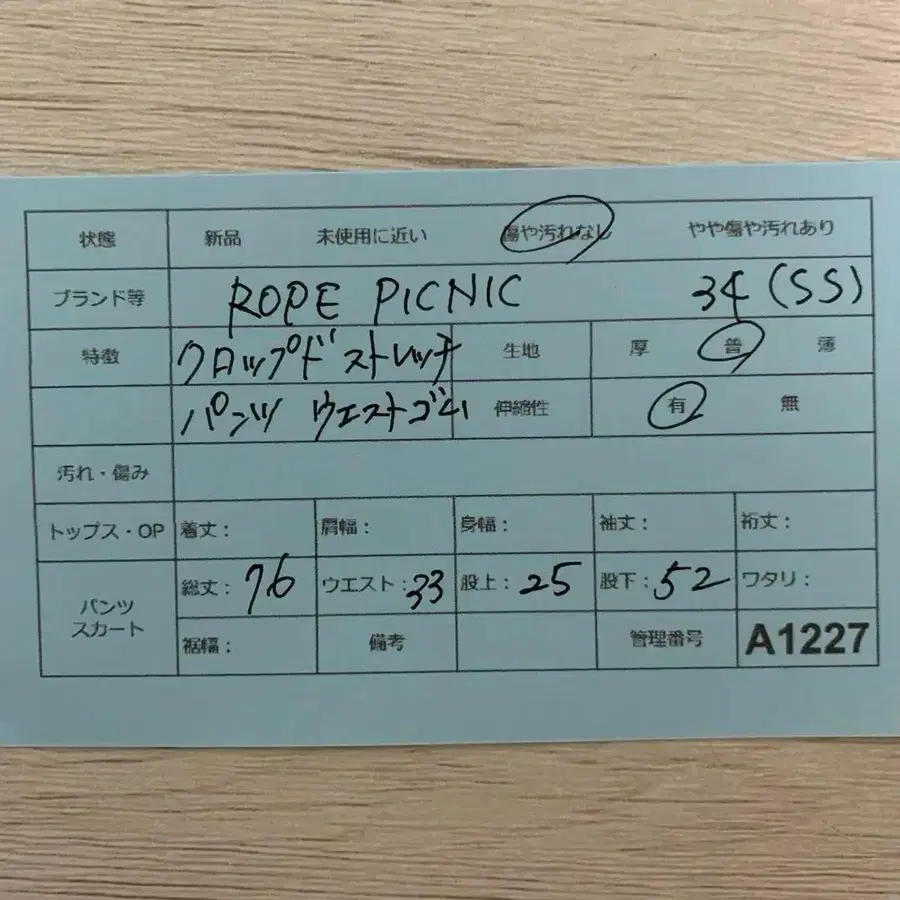 状態 新品 未使用に近い 傷や汚れなし やや傷や汚れあり
ブランド等 ROPE PICNIC 34(SS)
特徴 クロップドストレッチ 生地 厚 普 薄
パンツ ウエストゴム 伸縮性 有 無
汚れ・傷み
トップス・OP 着丈: 肩幅: 身幅: 袖丈: 裄丈:
パンツ スカート 総丈:76 ウエスト:33 股上:25 股下:52 ワタリ:
裾幅: 備考 管理番号 A1227